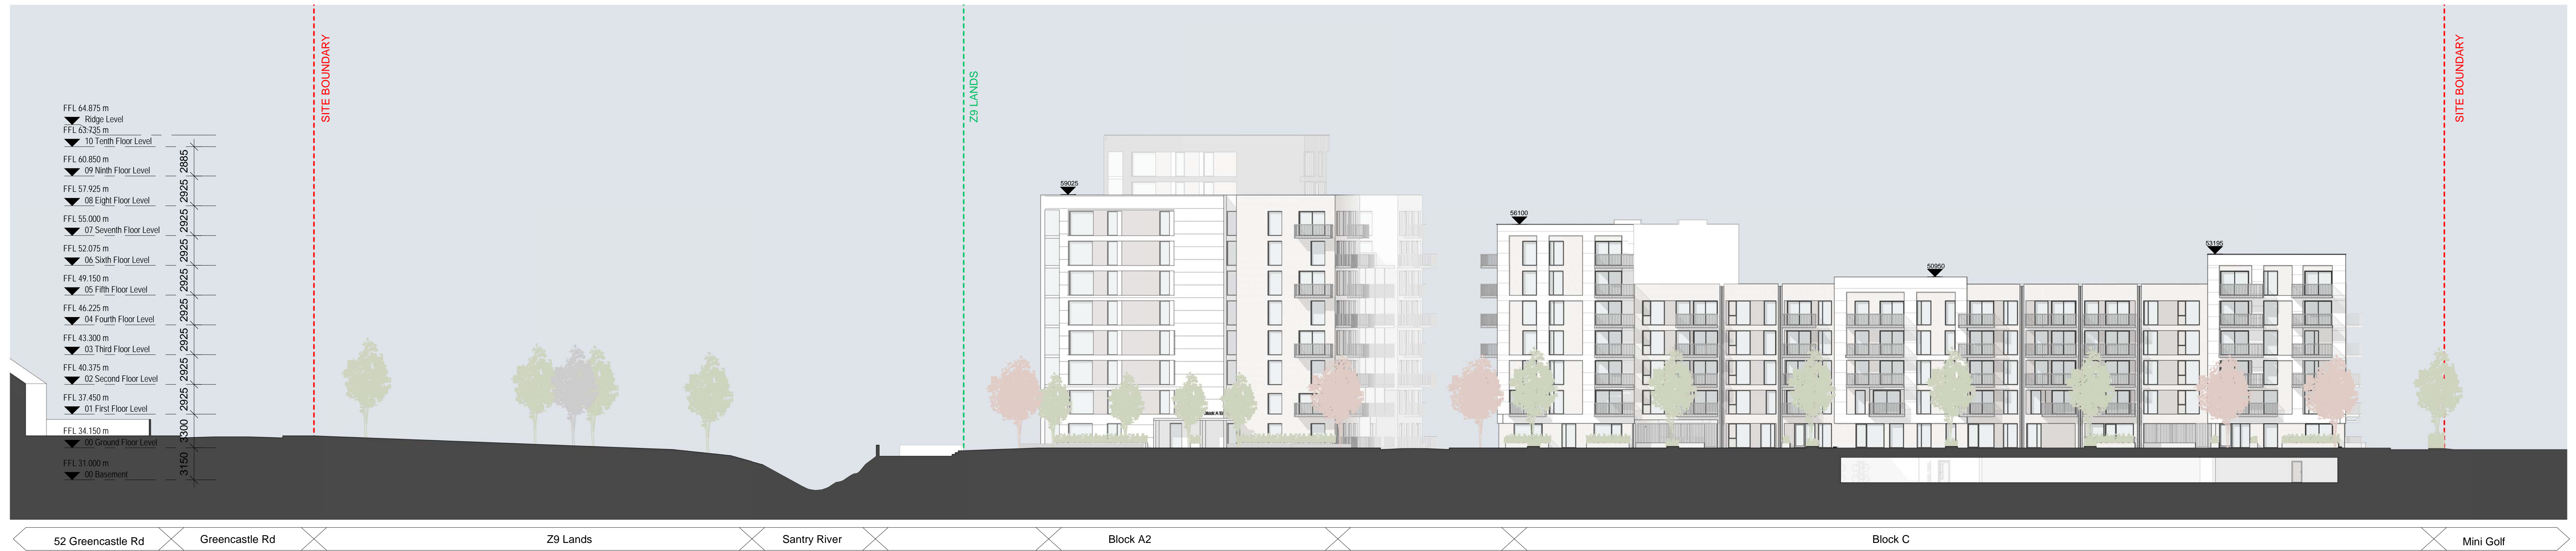 SITE BOUNDARY
Z9 LANDS
SITE BOUNDARY
FFL 64.875 m
Ridge Level
FFL 63.735 m
10 Tenth Floor Level
FFL 60.850 m
09 Ninth Floor Level
FFL 57.925 m
08 Eight Floor Level
FFL 55.000 m
07 Seventh Floor Level
FFL 52.075 m
06 Sixth Floor Level
FFL 49.150 m
05 Fifth Floor Level
FFL 46.225 m
04 Fourth Floor Level
FFL 43.300 m
03 Third Floor Level
FFL 40.375 m
02 Second Floor Level
FFL 37.450 m
01 First Floor Level
FFL 34.150 m
00 Ground Floor Level
FFL 31.000 m
00 Basement
2885
2925
2925
2925
2925
2925
2925
2925
2925
3300
3150
59025
56100
50950
53195
52 Greencastle Rd
Greencastle Rd
Z9 Lands
Santry River
Block A2
Block C
Mini Golf